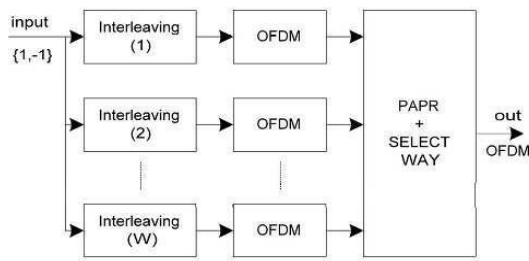 input
{1,-1}
Interleaving
(1)
OFDM
Interleaving
(2)
OFDM
Interleaving
(W)
OFDM
PAPR
+
SELECT
WAY
out
OFDM